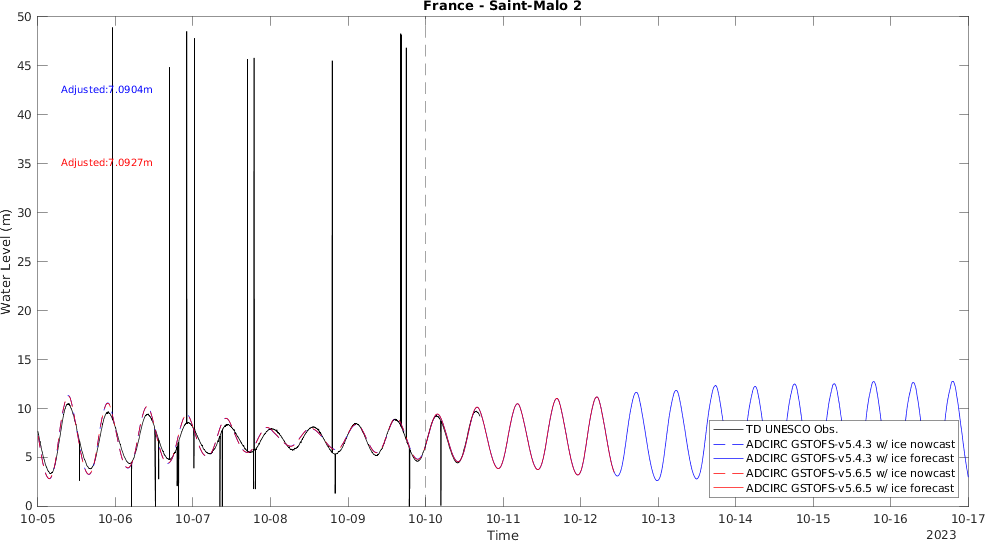 France - Saint-Malo 2
50
45
40
35
30
25
20
15
10
5
0
Water Level (m)
Adjusted:7.0904m
Adjusted:7.0927m
TD UNESCO Obs.
ADCIRC GSTOFS-v5.4.3 w/ ice nowcast
ADCIRC GSTOFS-v5.4.3 w/ ice forecast
ADCIRC GSTOFS-v5.6.5 w/ ice nowcast
ADCIRC GSTOFS-v5.6.5 w/ ice forecast
10-05 10-06 10-07 10-08 10-09 10-10 10-11 10-12 10-13 10-14 10-15 10-16 10-17
Time
2023